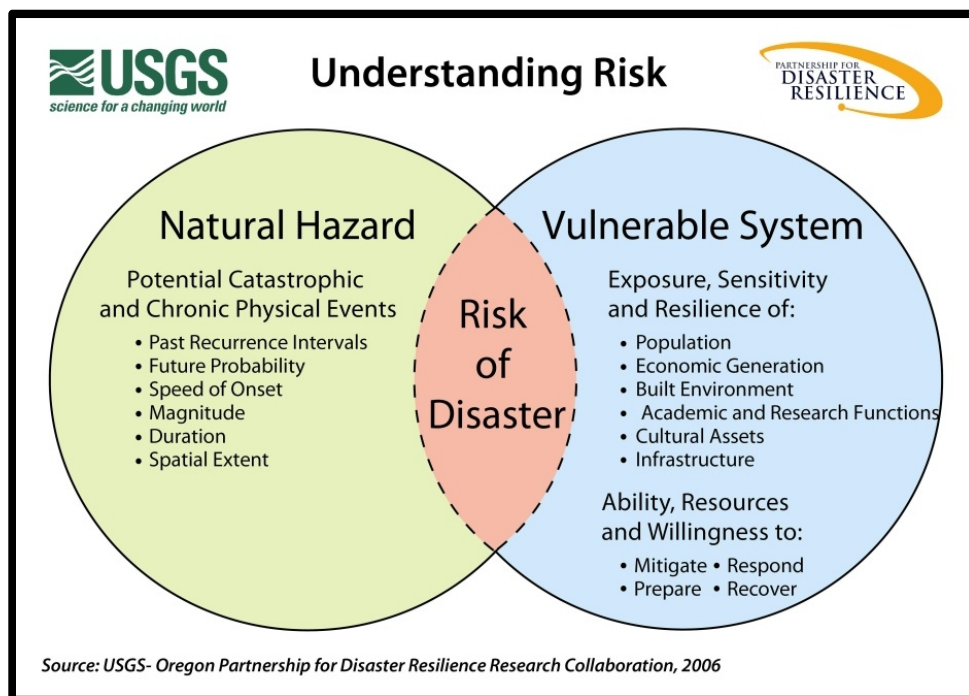 USGS
science for a changing world
Understanding Risk
PARTNERSHIP FOR
DISASTER
RESILIENCE
Natural Hazard
Potential Catastrophic
and Chronic Physical Events
• Past Recurrence Intervals
• Future Probability
• Speed of Onset
• Magnitude
• Duration
• Spatial Extent
Risk
of
Disaster
Vulnerable System
Exposure, Sensitivity
and Resilience of:
• Population
• Economic Generation
• Built Environment
• Academic and Research Functions
• Cultural Assets
• Infrastructure
Ability, Resources
and Willingness to:
• Mitigate • Respond
• Prepare • Recover
Source: USGS- Oregon Partnership for Disaster Resilience Research Collaboration, 2006